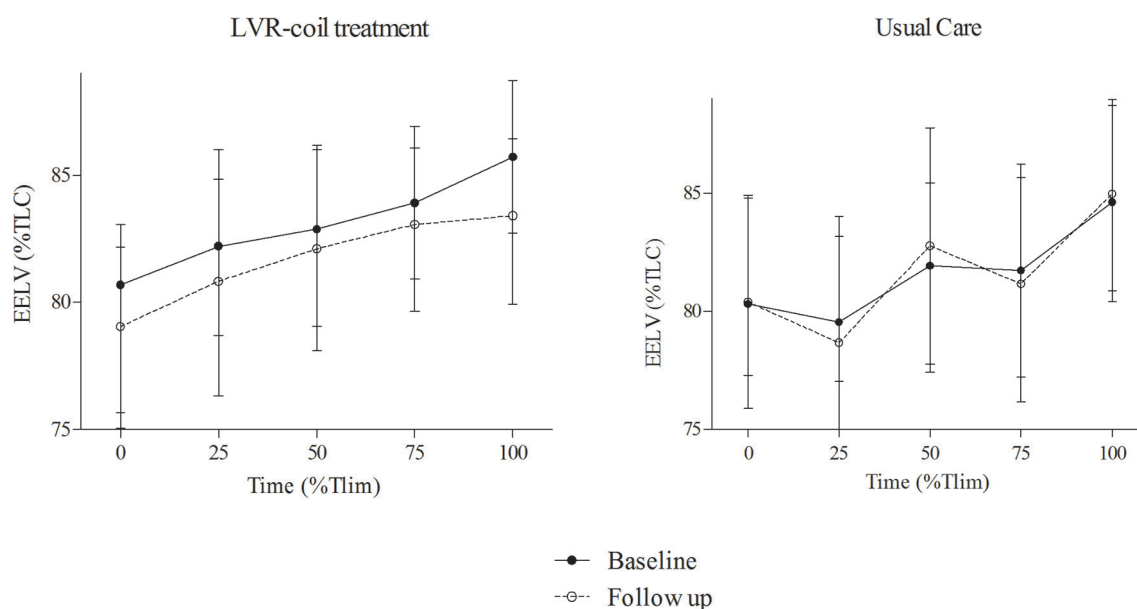 LVR-coil treatment
EELV (%TLC)
85
80
75
0 25 50 75 100
Time (%Tlim)
Usual Care
EELV (%TLC)
85
80
75
0 25 50 75 100
Time (%Tlim)
Baseline
Follow up